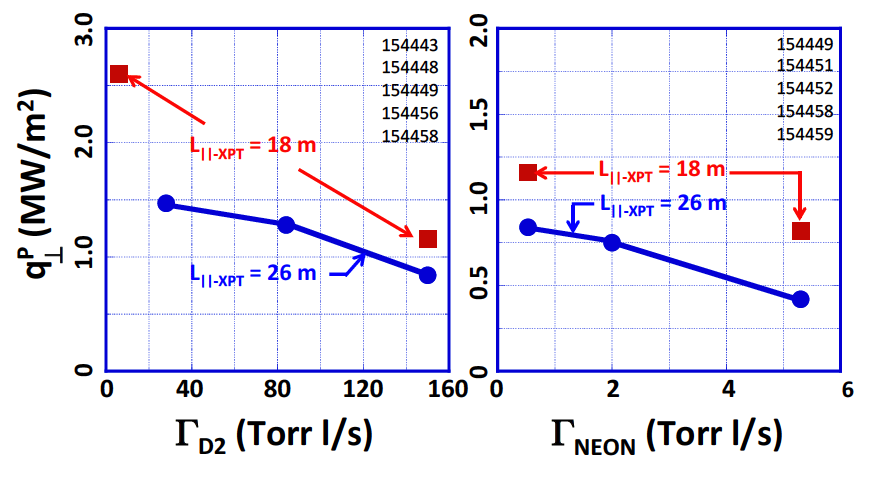 q⊥P (MW/m2)
3.0
2.0
1.0
0
154443
154448
154449
154456
154458
L||-XPT = 18 m
L||-XPT = 26 m
0 40 80 120 160
ΓD2 (Torr l/s)
2.0
1.5
1.0
0.5
0
154449
154451
154452
154458
154459
L||-XPT = 18 m
L||-XPT = 26 m
0 2 4 6
ΓNEON (Torr l/s)